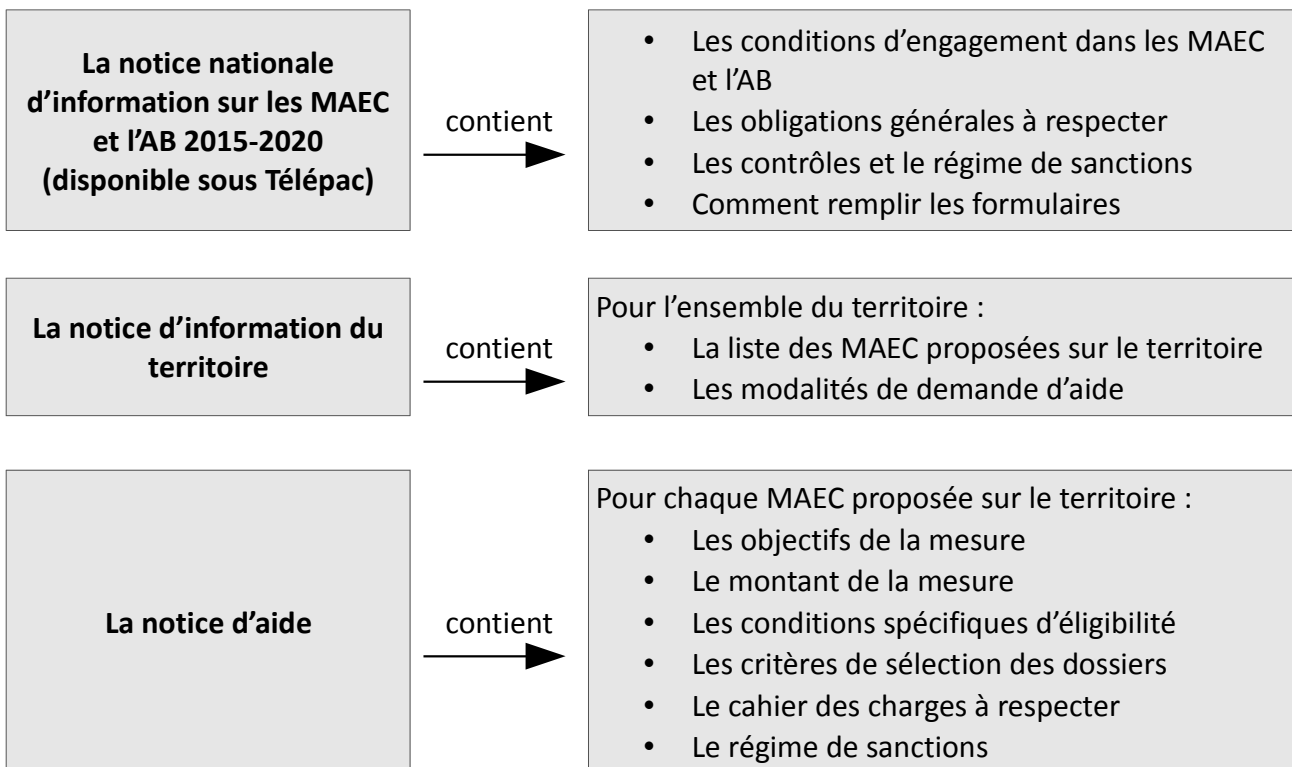 La notice nationale
d’information sur les MAEC
et l’AB 2015-2020
(disponible sous Télépac)
contient
• Les conditions d’engagement dans les MAEC
et l’AB
• Les obligations générales à respecter
• Les contrôles et le régime de sanctions
• Comment remplir les formulaires
La notice d’information du
territoire
contient
Pour l’ensemble du territoire :
• La liste des MAEC proposées sur le territoire
• Les modalités de demande d’aide
La notice d’aide
contient
Pour chaque MAEC proposée sur le territoire :
• Les objectifs de la mesure
• Le montant de la mesure
• Les conditions spécifiques d’éligibilité
• Les critères de sélection des dossiers
• Le cahier des charges à respecter
• Le régime de sanctions